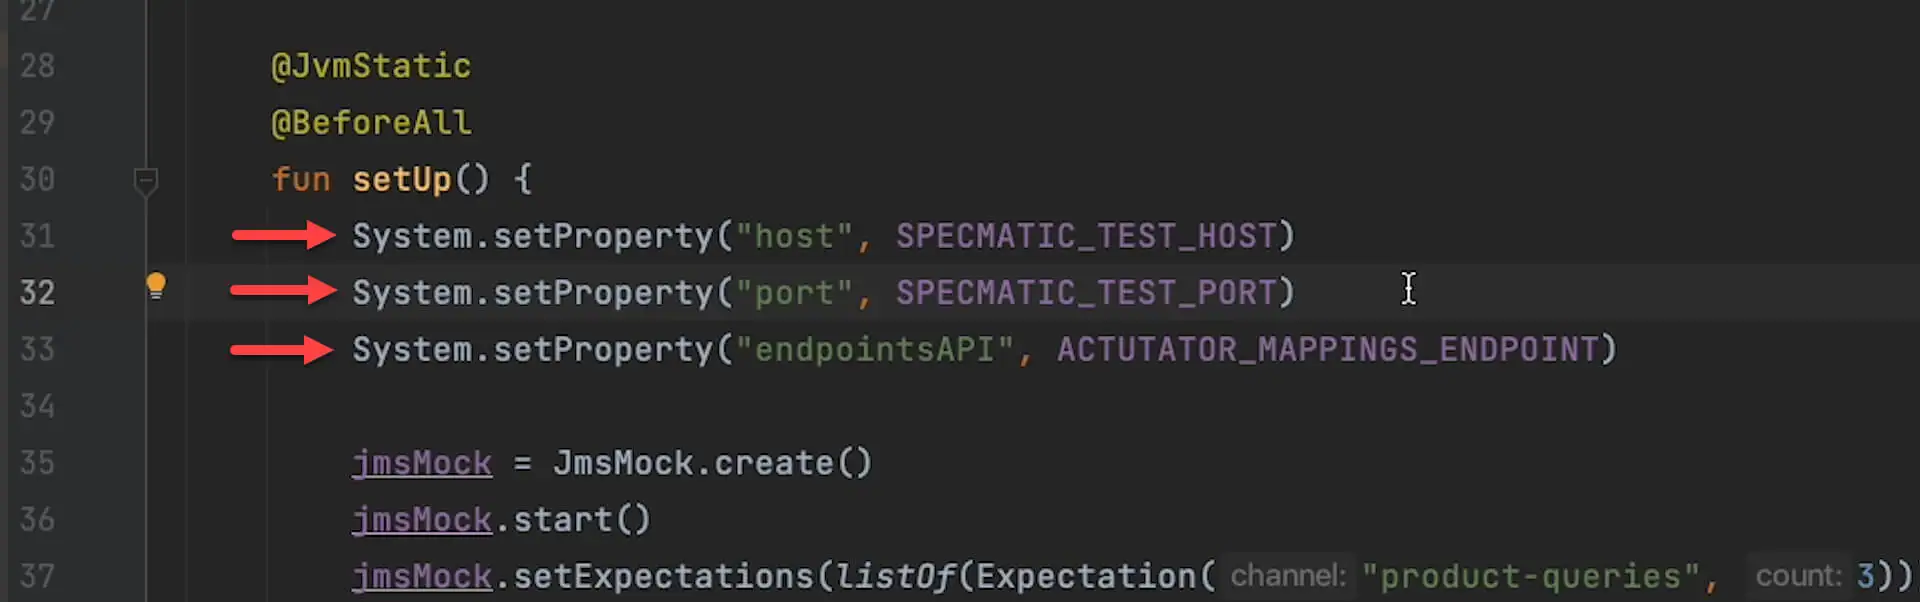 27
28 @JvmStatic
29 @BeforeAll
30 fun setUp() {
31 System.setProperty("host", SPECMATIC_TEST_HOST)
32 System.setProperty("port", SPECMATIC_TEST_PORT)
33 System.setProperty("endpointsAPI", ACTUTATOR_MAPPINGS_ENDPOINT)
34
35 jmsMock = JmsMock.create()
36 jmsMock.start()
37 jmsMock.setExpectations(listOf(Expectation( channel: "product-queries", count: 3))